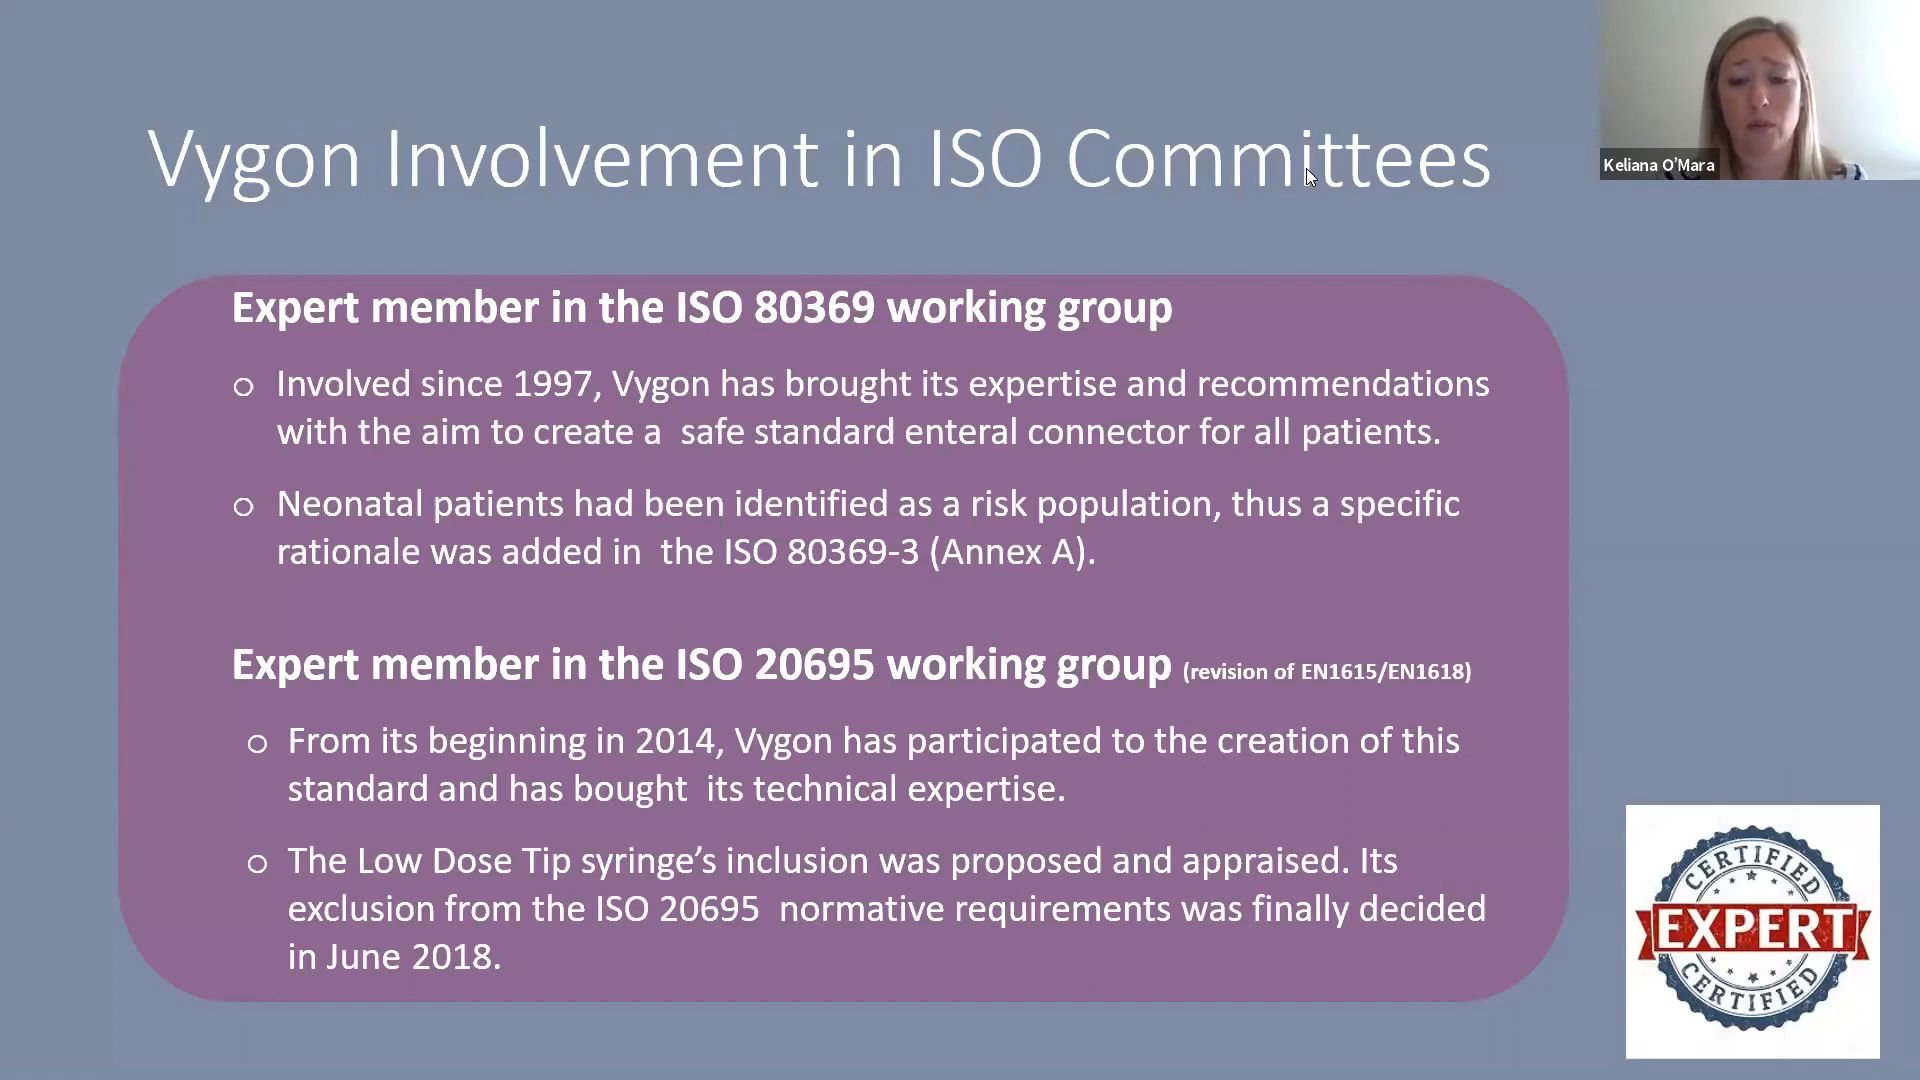 Vygon Involvement in ISO Committees
Keliana O’Mara
Expert member in the ISO 80369 working group
o Involved since 1997, Vygon has brought its expertise and recommendations
with the aim to create a safe standard enteral connector for all patients.
o Neonatal patients had been identified as a risk population, thus a specific
rationale was added in the ISO 80369-3 (Annex A).
Expert member in the ISO 20695 working group (revision of EN1615/EN1618)
o From its beginning in 2014, Vygon has participated to the creation of this
standard and has bought its technical expertise.
o The Low Dose Tip syringe’s inclusion was proposed and appraised. Its
exclusion from the ISO 20695 normative requirements was finally decided
in June 2018.
CERTIFIED
EXPERT
CERTIFIED